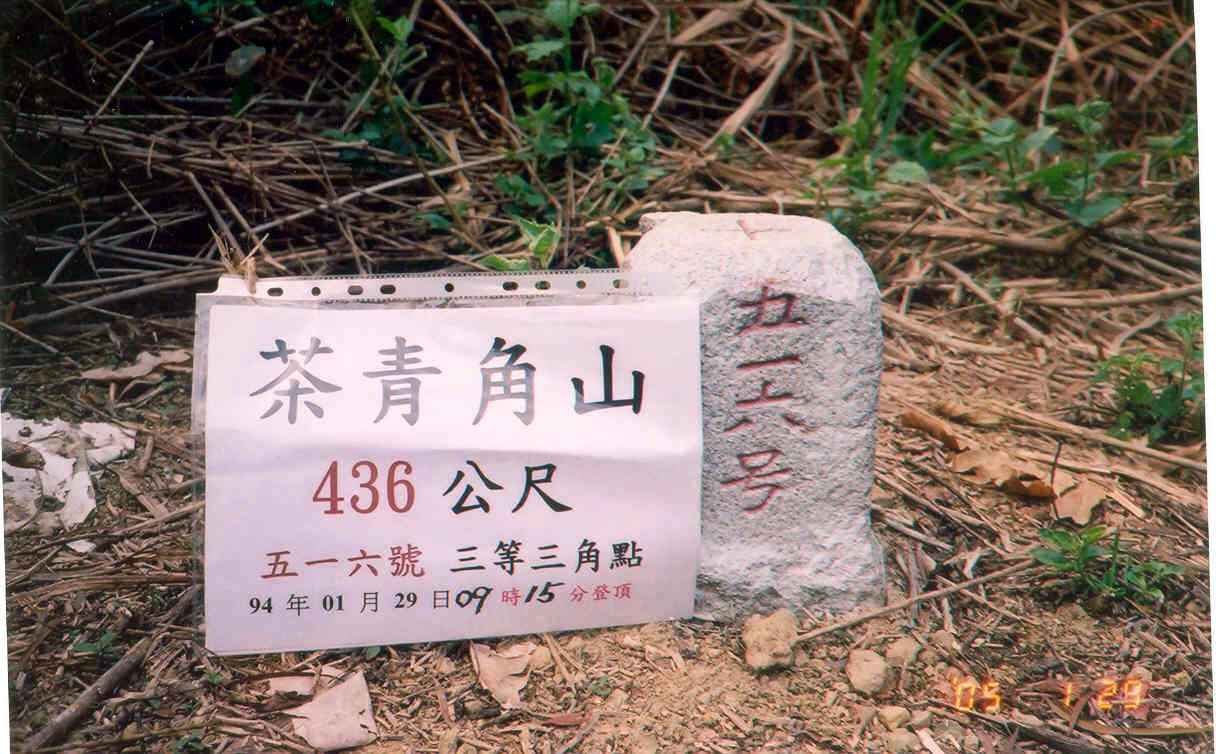 茶青角山
436 公尺
五一六號 三等三角點
94 年 01 月 29 日 09 時 15 分登頂
五一六号
'05 1 29